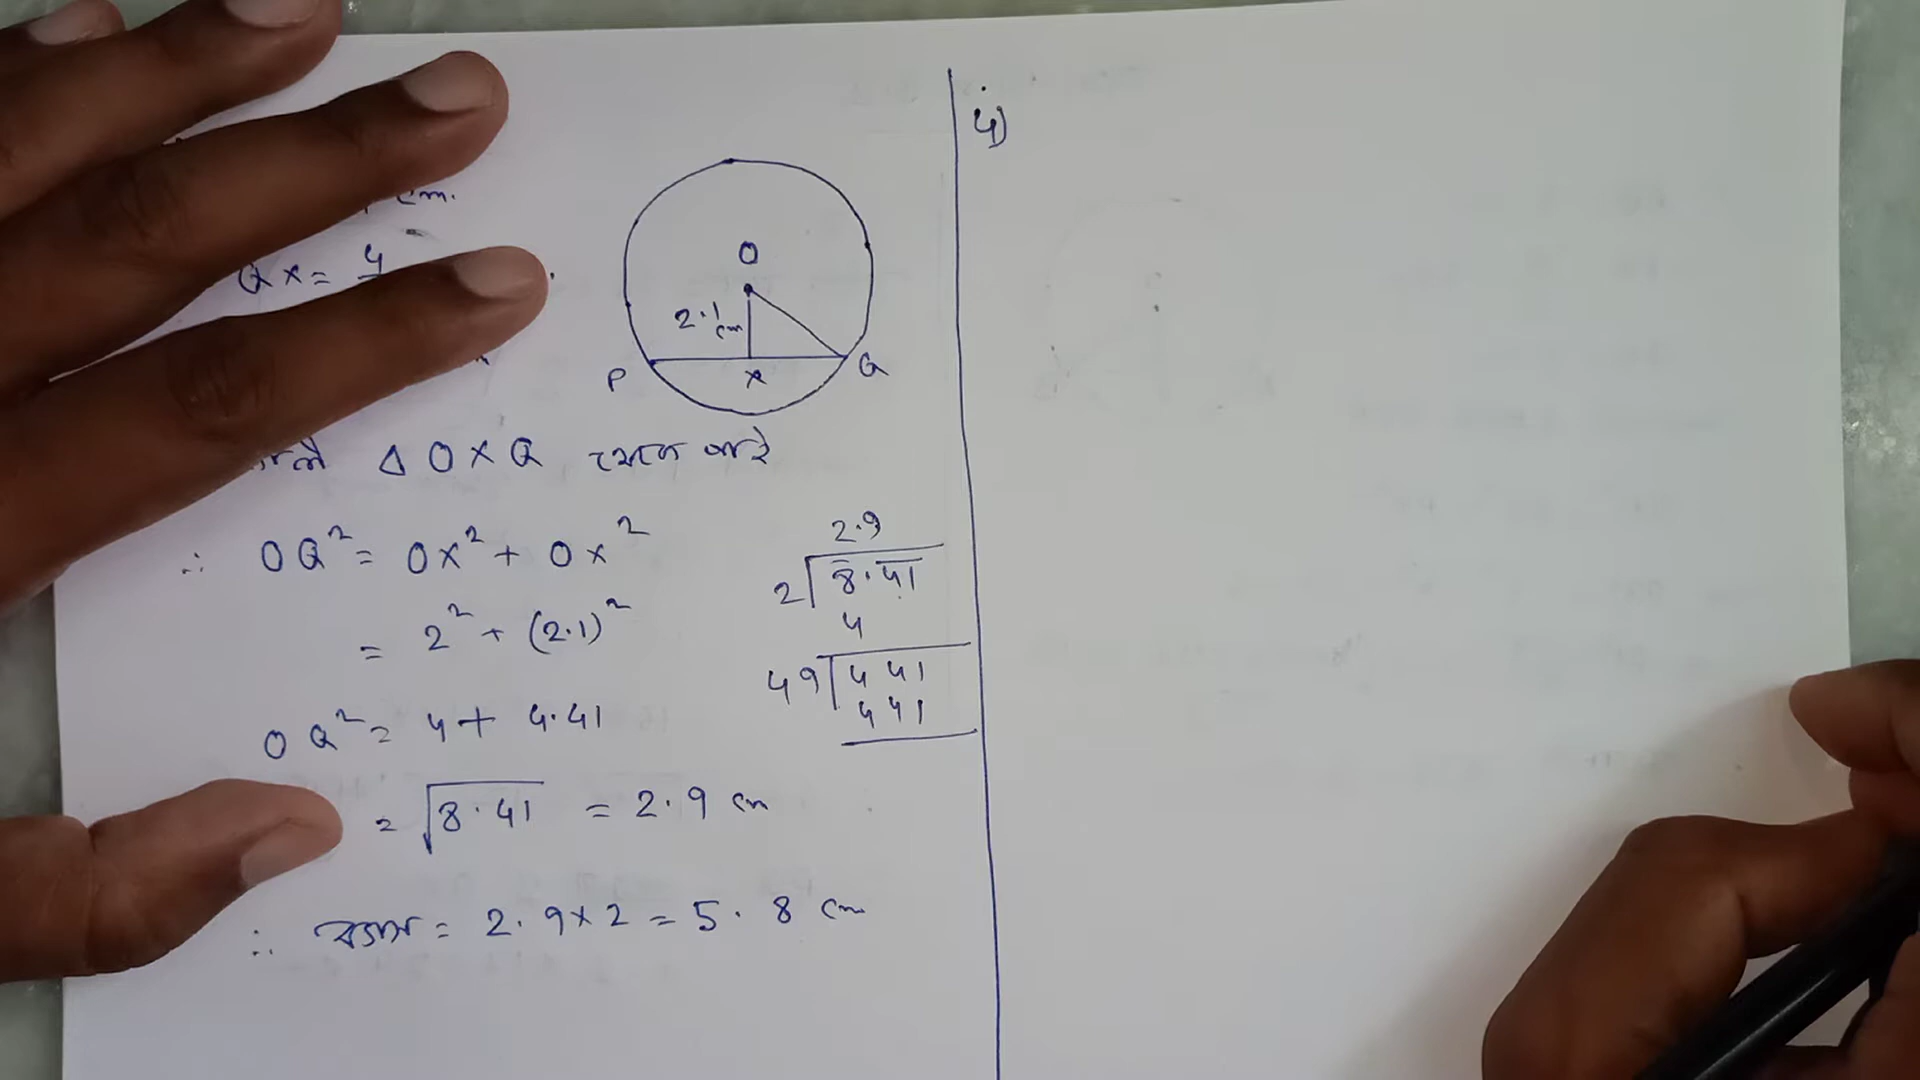 cm.
Qx = 4
O
2.1 cm
P x Q
Δ OXQ থেকে পাই
∴ OQ² = OX² + OX²
= 2² + (2.1)²
OQ² = 4 + 4.41
= √8.41 = 2.9 cm
∴ ব্যাস = 2.9 × 2 = 5.8 cm
2.9
2 8.41
4
49 441
441
4)